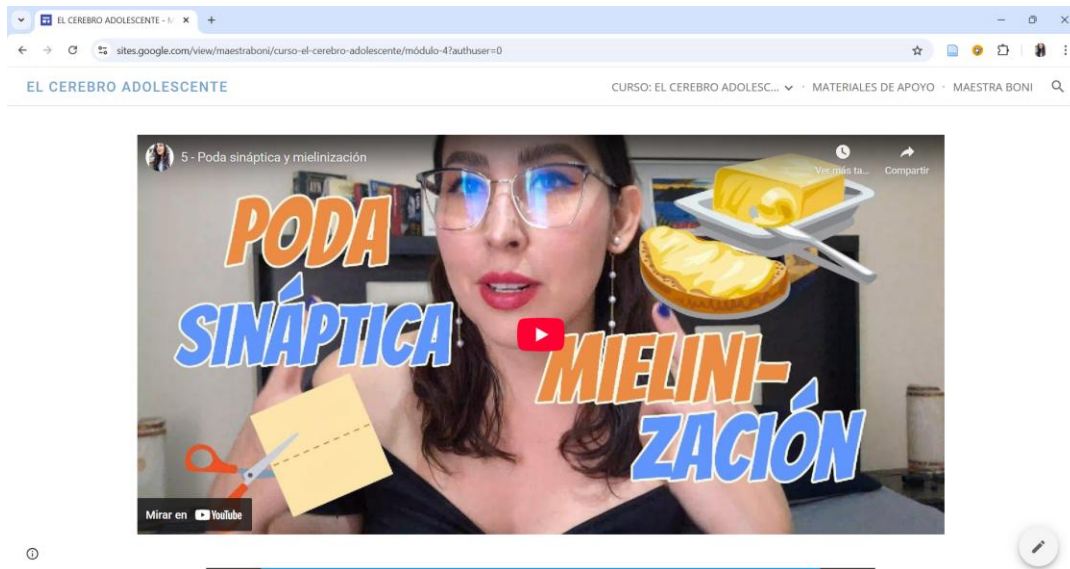 EL CEREBRO ADOLESCENTE - M
sites.google.com/view/maestraboni/curso-el-cerebro-adolescente/módulo-4?authuser=0
EL CEREBRO ADOLESCENTE
CURSO: EL CEREBRO ADOLESC... · MATERIALES DE APOYO · MAESTRA BONI
5 - Poda sináptica y mielinización
Ver más ta...
Compartir
PODA
SINÁPTICA
MIELINI-
ZACIÓN
Mirar en YouTube